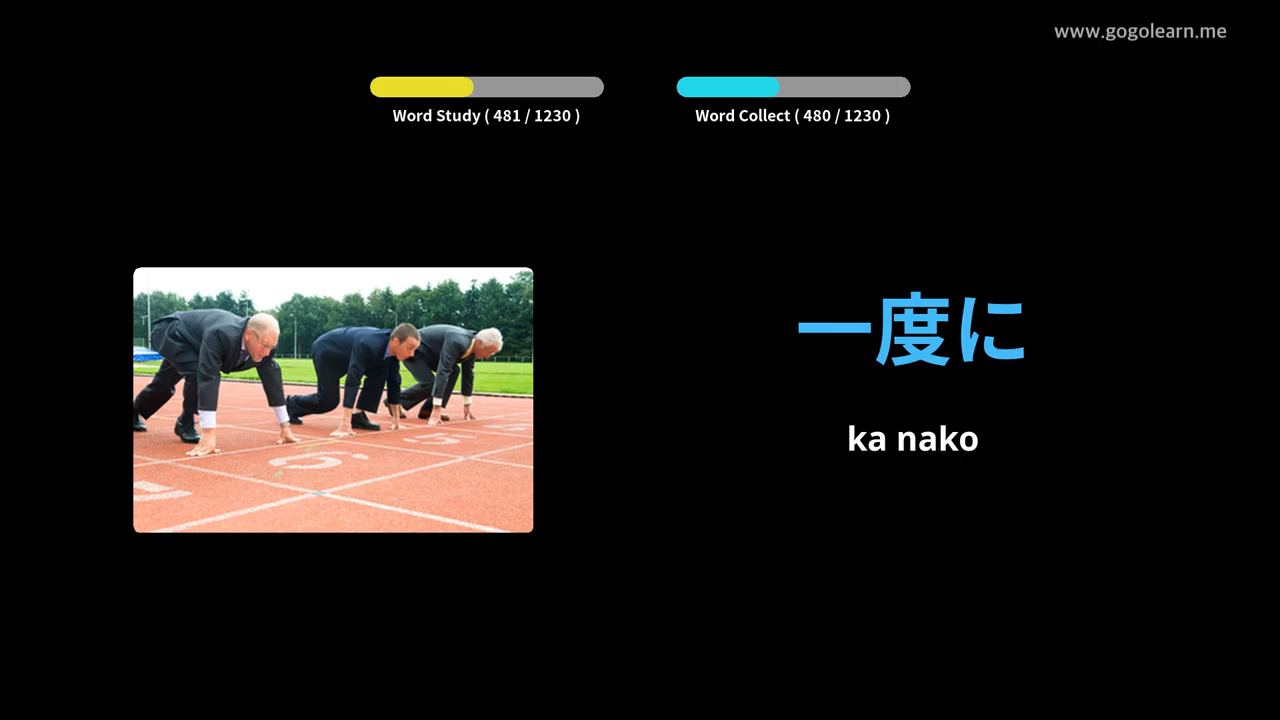 www.gogolearn.me
Word Study ( 481 / 1230 )
Word Collect ( 480 / 1230 )
一度に
ka nako